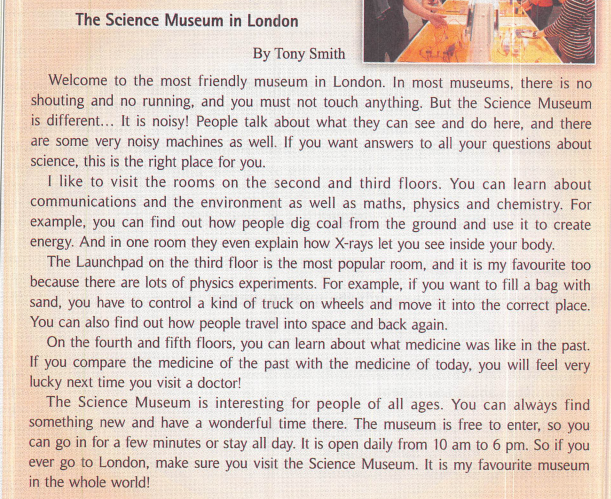 The Science Museum in London
By Tony Smith
Welcome to the most friendly museum in London. In most museums, there is no
shouting and no running, and you must not touch anything. But the Science Museum
is different... It is noisy! People talk about what they can see and do here, and there
are some very noisy machines as well. If you want answers to all your questions about
science, this is the right place for you.
I like to visit the rooms on the second and third floors. You can learn about
communications and the environment as well as maths, physics and chemistry. For
example, you can find out how people dig coal from the ground and use it to create
energy. And in one room they even explain how X-rays let you see inside your body.
The Launchpad on the third floor is the most popular room, and it is my favourite too
because there are lots of physics experiments. For example, if you want to fill a bag with
sand, you have to control a kind of truck on wheels and move it into the correct place.
You can also find out how people travel into space and back again.
On the fourth and fifth floors, you can learn about what medicine was like in the past.
If you compare the medicine of the past with the medicine of today, you will feel very
lucky next time you visit a doctor!
The Science Museum is interesting for people of all ages. You can always find
something new and have a wonderful time there. The museum is free to enter, so you
can go in for a few minutes or stay all day. It is open daily from 10 am to 6 pm. So if you
ever go to London, make sure you visit the Science Museum. It is my favourite museum
in the whole world!